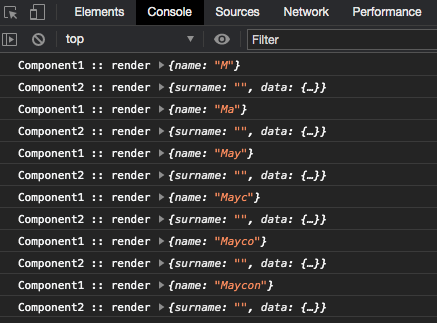 Elements Console Sources Network Performance
top ▼ Filter
Component1 :: render ▶{name: "M"}
Component2 :: render ▶{surname: "", data: {…}}
Component1 :: render ▶{name: "Ma"}
Component2 :: render ▶{surname: "", data: {…}}
Component1 :: render ▶{name: "May"}
Component2 :: render ▶{surname: "", data: {…}}
Component1 :: render ▶{name: "Mayc"}
Component2 :: render ▶{surname: "", data: {…}}
Component1 :: render ▶{name: "Mayco"}
Component2 :: render ▶{surname: "", data: {…}}
Component1 :: render ▶{name: "Maycon"}
Component2 :: render ▶{surname: "", data: {…}}